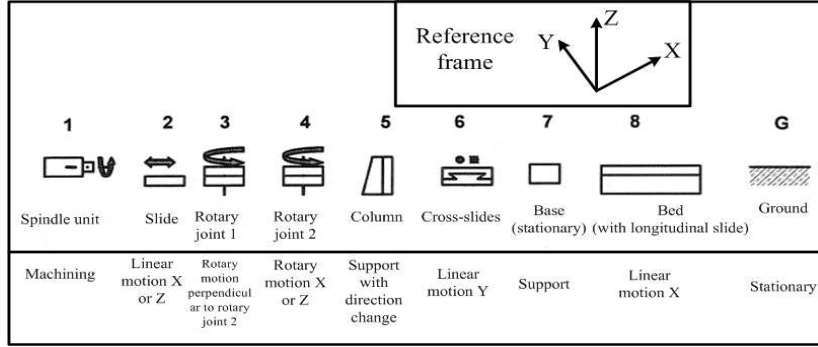 Reference
frame
Z
Y
X
1 2 3 4 5 6 7 8 G
Spindle unit
Slide
Rotary
joint 1
Rotary
joint 2
Column
Cross-slides
Base
(stationary)
Bed
(with longitudinal slide)
Ground
Machining
Linear
motion X
or Z
Rotary
motion
perpendicul
ar to rotary
joint 2
Rotary
motion X
or Z
Support
with
direction
change
Linear
motion Y
Support
Linear
motion X
Stationary